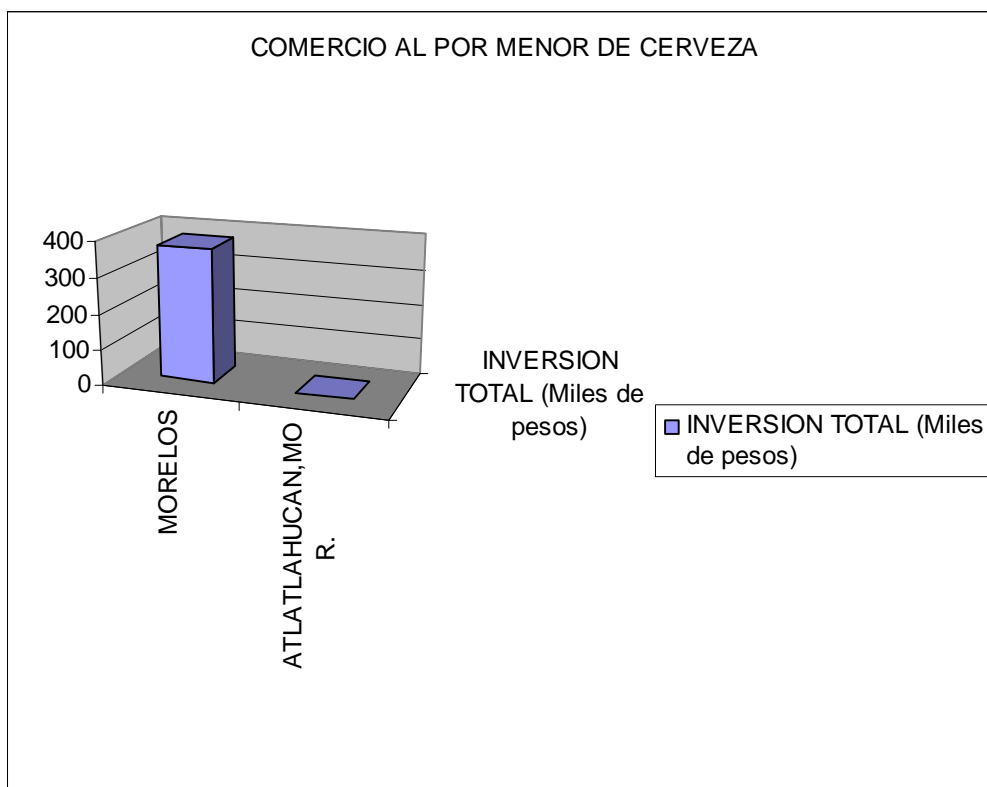 COMERCIO AL POR MENOR DE CERVEZA
400
300
200
100
0
MORELOS
ATLATLAHUCAN,MO
R.
INVERSION
TOTAL (Miles de
pesos)
INVERSION TOTAL (Miles
de pesos)